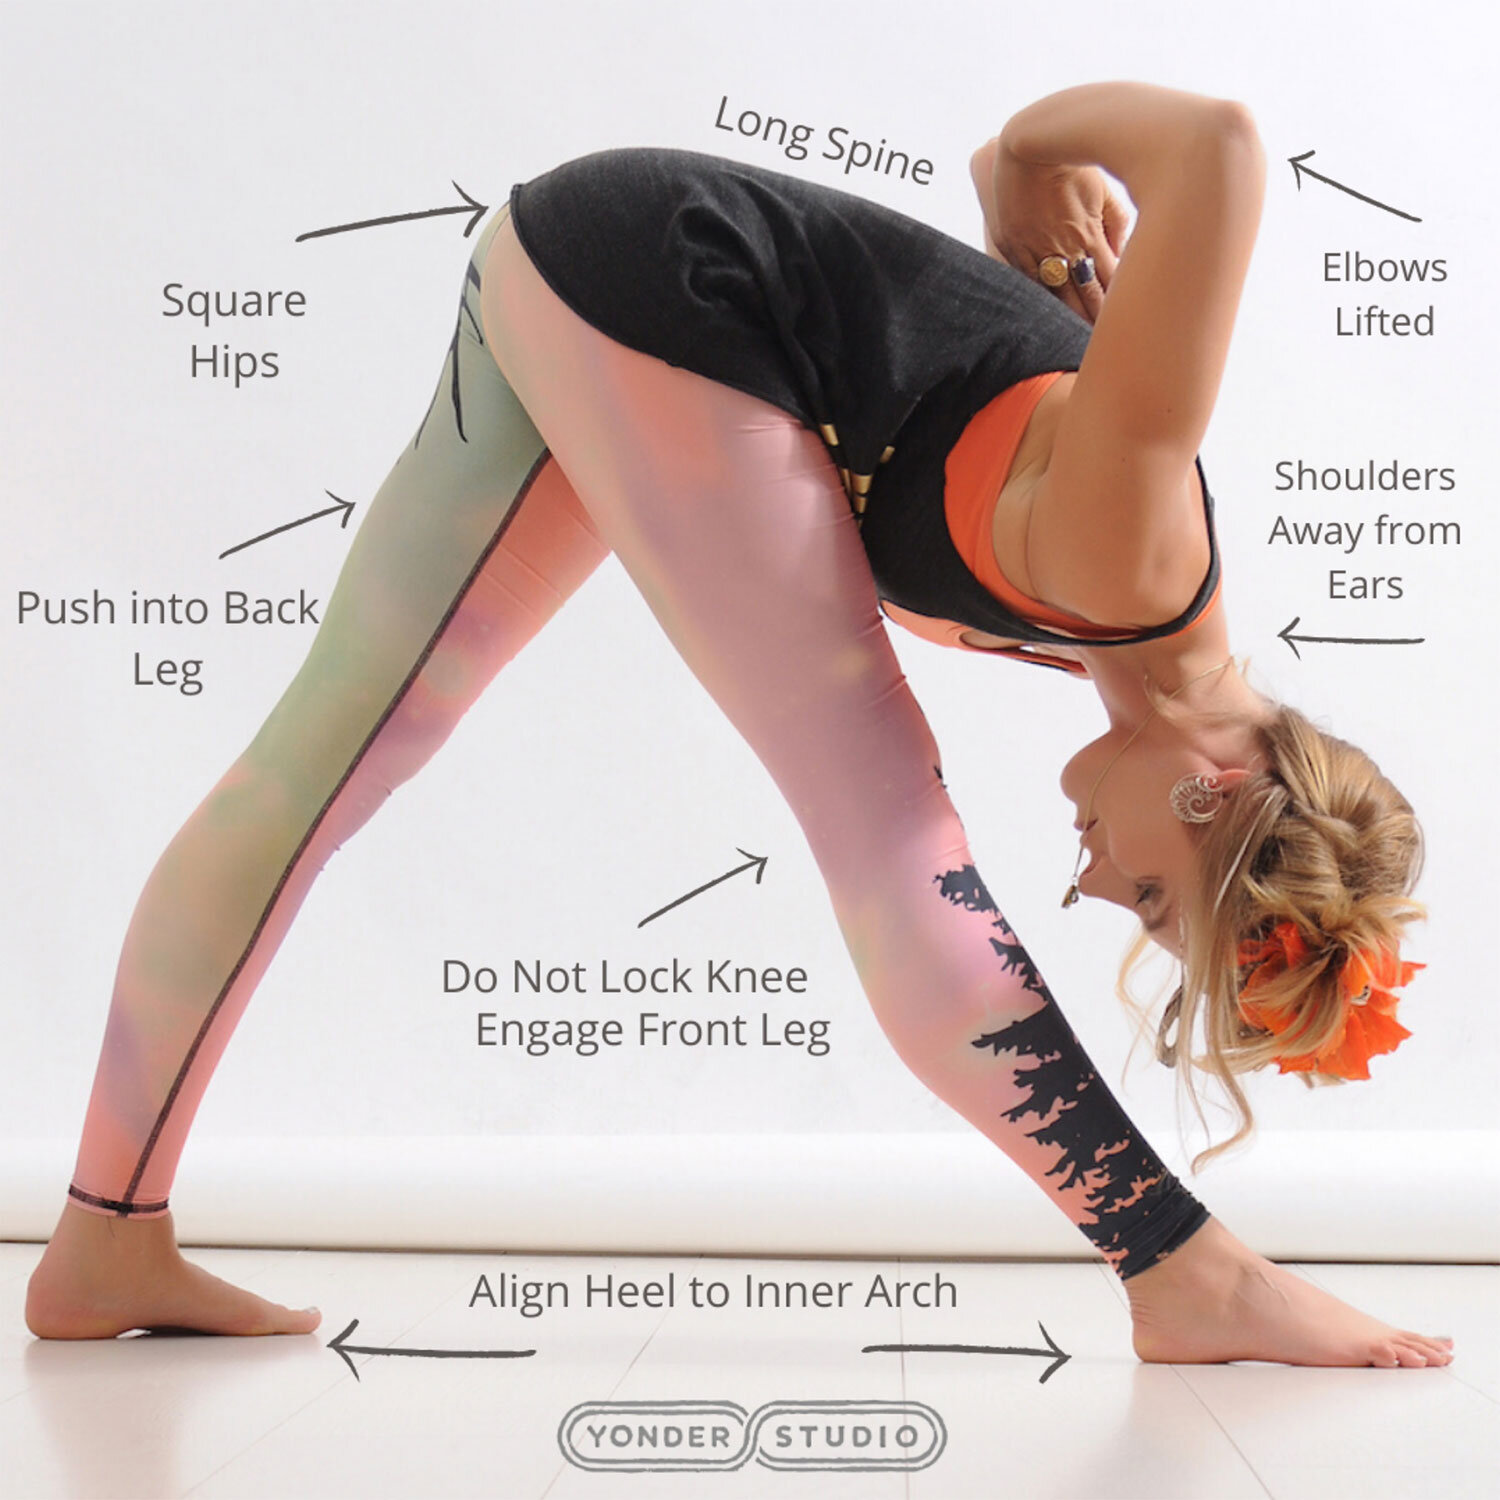 Long Spine
Square
Hips
Elbows
Lifted
Shoulders
Away from
Ears
Push into Back
Leg
Do Not Lock Knee
Engage Front Leg
Align Heel to Inner Arch
YONDER STUDIO